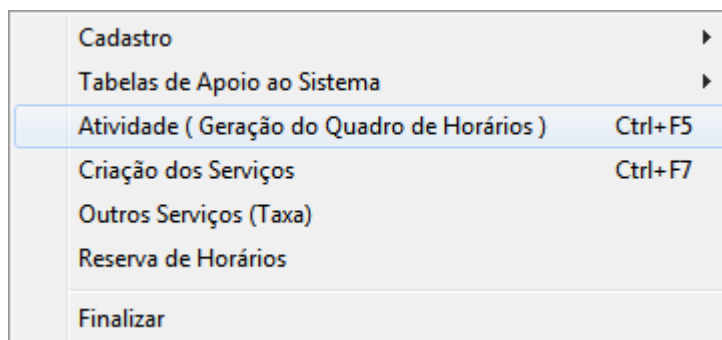 Cadastro
Tabelas de Apoio ao Sistema
Atividade ( Geração do Quadro de Horários ) Ctrl+F5
Criação dos Serviços Ctrl+F7
Outros Serviços (Taxa)
Reserva de Horários
Finalizar